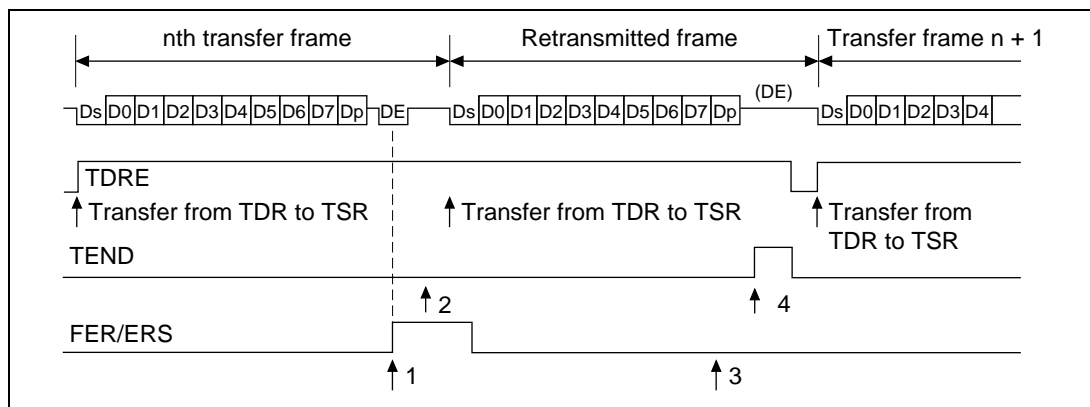 nth transfer frame Retransmitted frame Transfer frame n + 1
(DE)
Ds D0 D1 D2 D3 D4 D5 D6 D7 Dp DE Ds D0 D1 D2 D3 D4 D5 D6 D7 Dp Ds D0 D1 D2 D3 D4
TDRE
Transfer from TDR to TSR Transfer from TDR to TSR Transfer from
TDR to TSR
TEND
2 4
FER/ERS
1 3